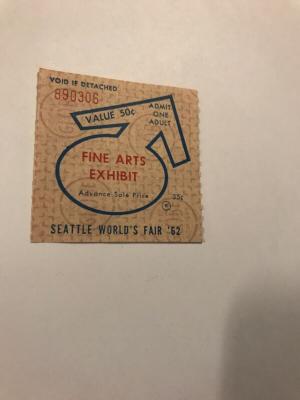 VOID IF DETACHED
890306
VALUE 50¢
ADMIT
ONE
ADULT
FINE ARTS
EXHIBIT
Advance Sale Price 35¢
SEATTLE WORLD'S FAIR '62